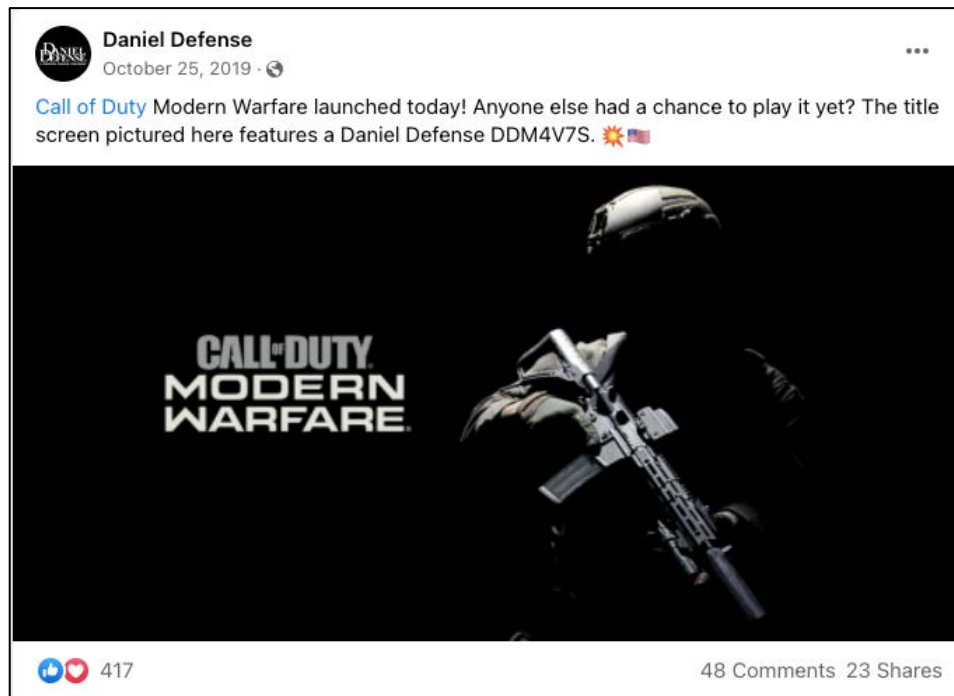 DANIEL
DEFENSE
Daniel Defense
October 25, 2019 ·
Call of Duty Modern Warfare launched today! Anyone else had a chance to play it yet? The title
screen pictured here features a Daniel Defense DDM4V7S. 💥🇺🇸
CALL OF DUTY
MODERN
WARFARE.
417
48 Comments 23 Shares